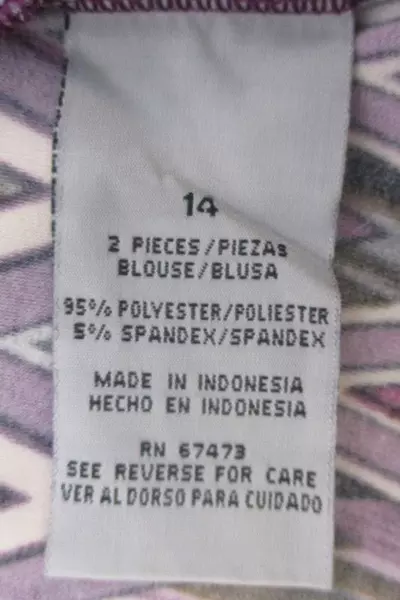 14
2 PIECES/PIEZAS
BLOUSE/BLUSA
95% POLYESTER/POLIESTER
5% SPANDEX/SPANDEX
MADE IN INDONESIA
HECHO EN INDONESIA
RN 67473
SEE REVERSE FOR CARE
VER AL DORSO PARA CUIDADO